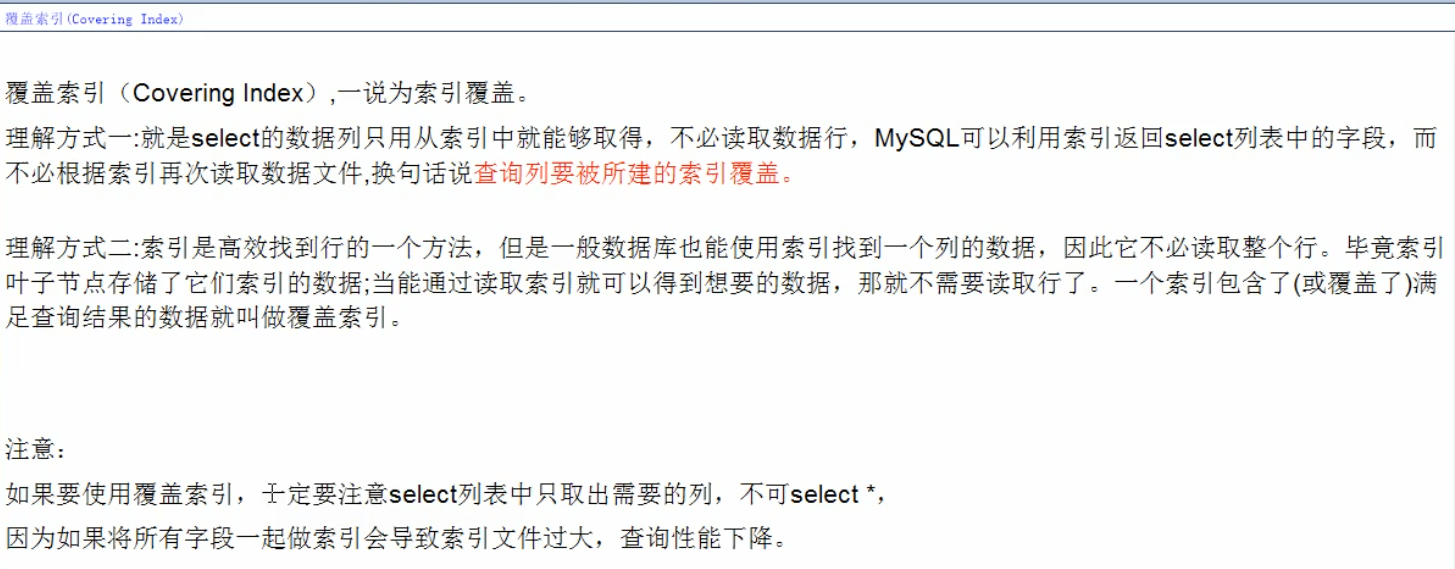 覆盖索引(Covering Index)
覆盖索引（Covering Index）,一说为索引覆盖。
理解方式一:就是select的数据列只用从索引中就能够取得，不必读取数据行，MySQL可以利用索引返回select列表中的字段，而
不必根据索引再次读取数据文件,换句话说查询列要被所建的索引覆盖。
理解方式二:索引是高效找到行的一个方法，但是一般数据库也能使用索引找到一个列的数据，因此它不必读取整个行。毕竟索引
叶子节点存储了它们索引的数据;当能通过读取索引就可以得到想要的数据，那就不需要读取行了。一个索引包含了(或覆盖了)满
足查询结果的数据就叫做覆盖索引。
注意：
如果要使用覆盖索引，一定要注意select列表中只取出需要的列，不可select *，
因为如果将所有字段一起做索引会导致索引文件过大，查询性能下降。